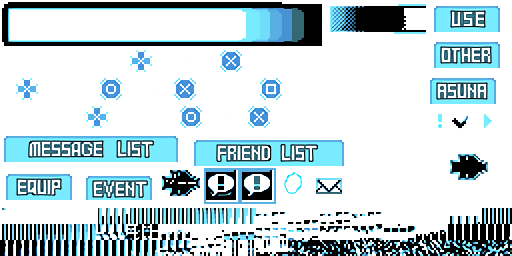 USE
OTHER
ASUNA
MESSAGE LIST
FRIEND LIST
EQUIP
EVENT